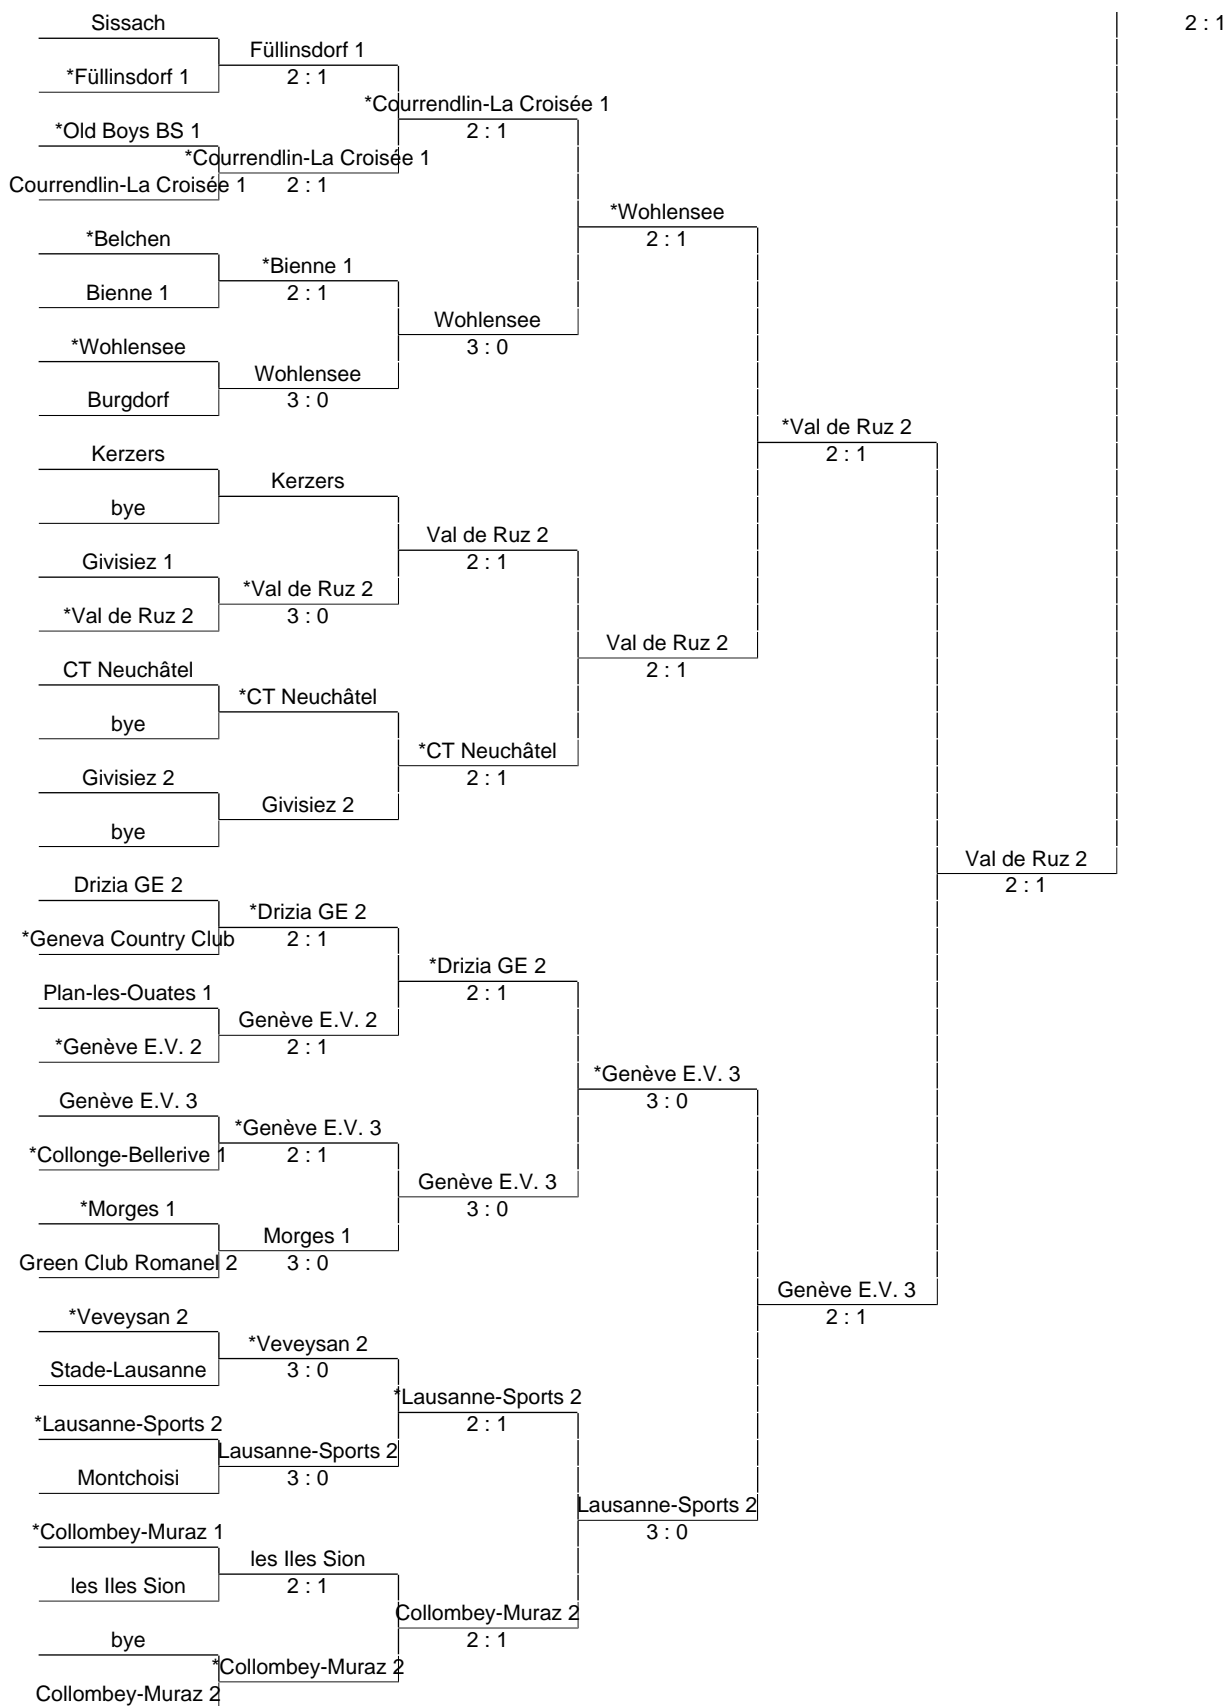 Sissach
2 : 1
Füllinsdorf 1
*Füllinsdorf 1
2 : 1
*Courrendlin-La Croisée 1
*Old Boys BS 1
2 : 1
*Courrendlin-La Croisée 1
Courrendlin-La Croisée 1
2 : 1
*Wohlensee
*Belchen
2 : 1
*Bienne 1
Bienne 1
2 : 1
Wohlensee
*Wohlensee
3 : 0
Wohlensee
Burgdorf
3 : 0
*Val de Ruz 2
Kerzers
2 : 1
Kerzers
bye
Val de Ruz 2
Givisiez 1
2 : 1
*Val de Ruz 2
*Val de Ruz 2
3 : 0
Val de Ruz 2
CT Neuchâtel
2 : 1
*CT Neuchâtel
bye
*CT Neuchâtel
Givisiez 2
2 : 1
Givisiez 2
bye
Val de Ruz 2
Drizia GE 2
2 : 1
*Drizia GE 2
*Geneva Country Club
2 : 1
*Drizia GE 2
Plan-les-Ouates 1
2 : 1
Genève E.V. 2
*Genève E.V. 2
2 : 1
*Genève E.V. 3
Genève E.V. 3
3 : 0
*Genève E.V. 3
*Collonge-Bellerive 1
2 : 1
Genève E.V. 3
*Morges 1
3 : 0
Morges 1
Green Club Romanel 2
3 : 0
Genève E.V. 3
*Veveysan 2
2 : 1
*Veveysan 2
Stade-Lausanne
3 : 0
*Lausanne-Sports 2
*Lausanne-Sports 2
2 : 1
Lausanne-Sports 2
Montchoisi
3 : 0
Lausanne-Sports 2
*Collombey-Muraz 1
3 : 0
les Iles Sion
les Iles Sion
2 : 1
Collombey-Muraz 2
bye
2 : 1
*Collombey-Muraz 2
Collombey-Muraz 2